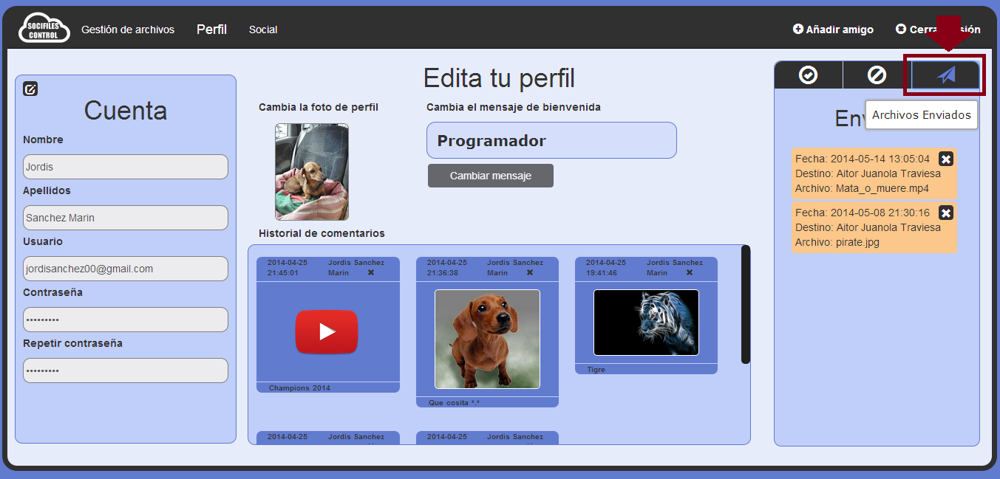 SOCIFILES
CONTROL
Gestión de archivos
Perfil
Social
Añadir amigo
Cuenta
Nombre
Jordis
Apellidos
Sanchez Marin
Usuario
jordisanchez00@gmail.com
Contraseña
•••••••••
Repetir contraseña
•••••••••
Edita tu perfil
Cambia la foto de perfil
Cambia el mensaje de bienvenida
Programador
Cambiar mensaje
Historial de comentarios
2014-04-25 Jordis Sanchez
21:45:01 Marin
Champions 2014
2014-04-25 Jordis Sanchez
21:36:38 Marin
Que cosita *.*
2014-04-25 Jordis Sanchez
19:41:46 Marin
Tigre
2014-04-25 Jordis Sanchez
2014-04-25 Jordis Sanchez
Archivos Enviados
Fecha: 2014-05-14 13:05:04
Destino: Aitor Juanola Traviesa
Archivo: Mata_o_muere.mp4
Fecha: 2014-05-08 21:30:16
Destino: Aitor Juanola Traviesa
Archivo: pirate.jpg